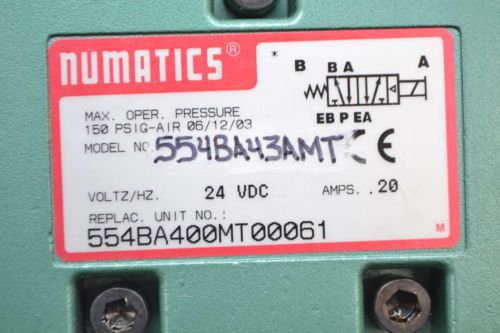 numatics®
*
B BA A
EB P EA
MAX. OPER. PRESSURE
150 PSIG-AIR 06/12/03
MODEL NO. 554BA43AMT CE
VOLTZ/HZ. 24 VDC AMPS. .20
REPLAC. UNIT NO.:
554BA400MT00061
M